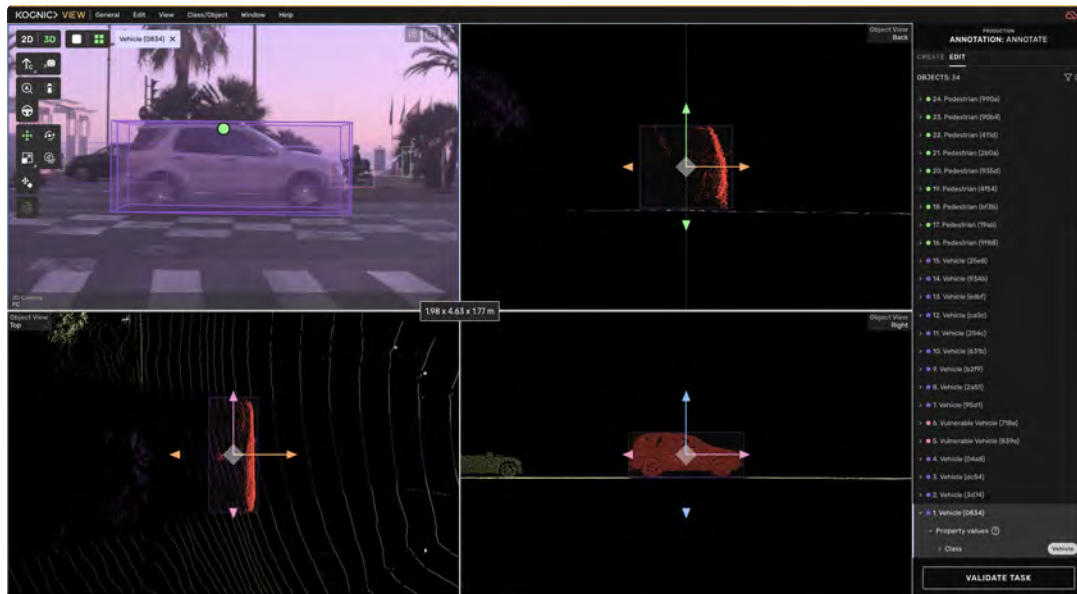 KOGNIC VIEW
General
Edit
View
Class/Object
Window
Help
2D 3D
Vehicle (0834) ×
2D Camera
FC
Object View
Back
Object View
Top
1.98 x 4.63 x 1.77 m
Object View
Right
PRODUCTION
ANNOTATION: ANNOTATE
CREATE EDIT
OBJECTS: 34
24. Pedestrian (990a)
23. Pedestrian (90b4)
22. Pedestrian (411d)
21. Pedestrian (2b0a)
20. Pedestrian (935d)
19. Pedestrian (4f54)
18. Pedestrian (bf3b)
17. Pedestrian (19ab)
16. Pedestrian (9f88)
15. Vehicle (25e8)
14. Vehicle (934b)
13. Vehicle (edbf)
12. Vehicle (ca0c)
11. Vehicle (254c)
10. Vehicle (631b)
9. Vehicle (b2f9)
8. Vehicle (2a51)
7. Vehicle (95d1)
6. Vulnerable Vehicle (718e)
5. Vulnerable Vehicle (839e)
4. Vehicle (04a8)
3. Vehicle (dc54)
2. Vehicle (3d74)
1. Vehicle (0834)
Property values
Class Vehicle
VALIDATE TASK